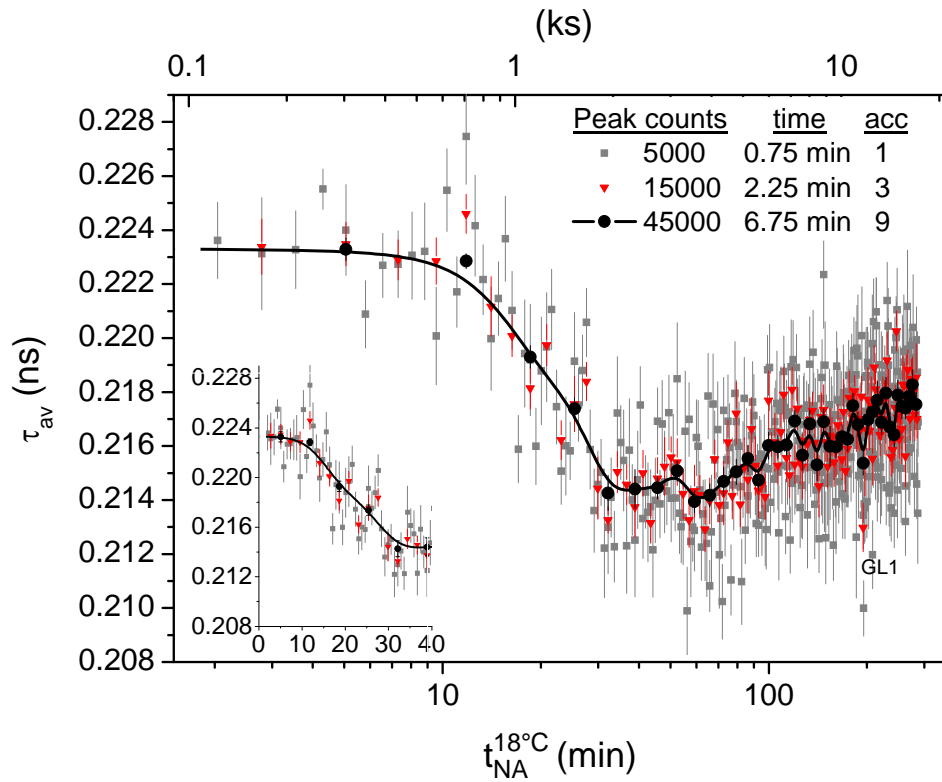 (ks)
0.1 1 10
0.228
0.226
0.224
0.222
0.220
0.218
0.216
0.214
0.212
0.210
0.208
τav (ns)
Peak counts time acc
5000 0.75 min 1
15000 2.25 min 3
45000 6.75 min 9
GL1
0.228
0.224
0.220
0.216
0.212
0.208
0 10 20 30 40
10 100
tNA18°C (min)